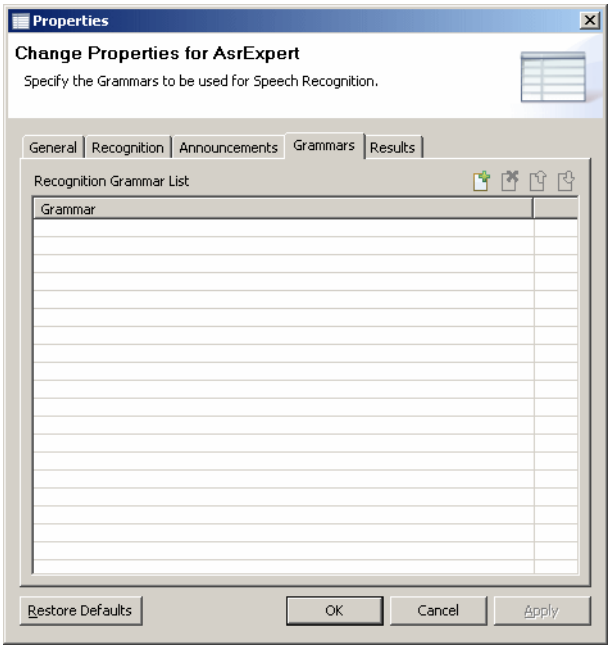 Properties
Change Properties for AsrExpert
Specify the Grammars to be used for Speech Recognition.
General Recognition Announcements Grammars Results
Recognition Grammar List
Grammar
Restore Defaults OK Cancel Apply